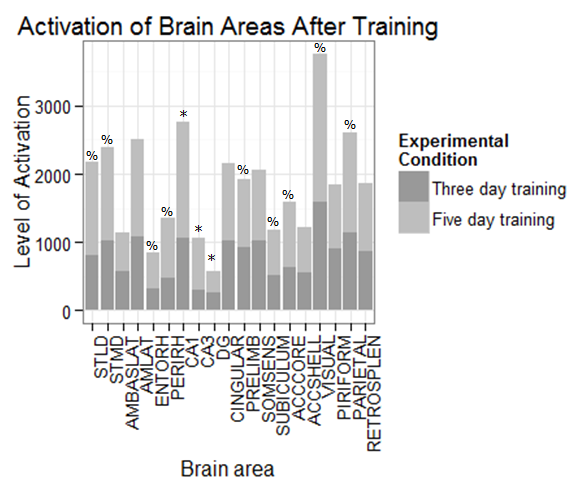 Activation of Brain Areas After Training
Level of Activation
3000
2000
1000
0
% % % % * * * % % % % %
STLD
STMD
AMBASLAT
AMLAT
ENTORH
PERIRH
CA1
CA3
DG
CINGULAR
PRELIMB
SOMSENS
SUBICULUM
ACCCORE
ACCSHELL
VISUAL
PIRIFORM
PARIETAL
RETROSPLEN
Brain area
Experimental
Condition
Three day training
Five day training